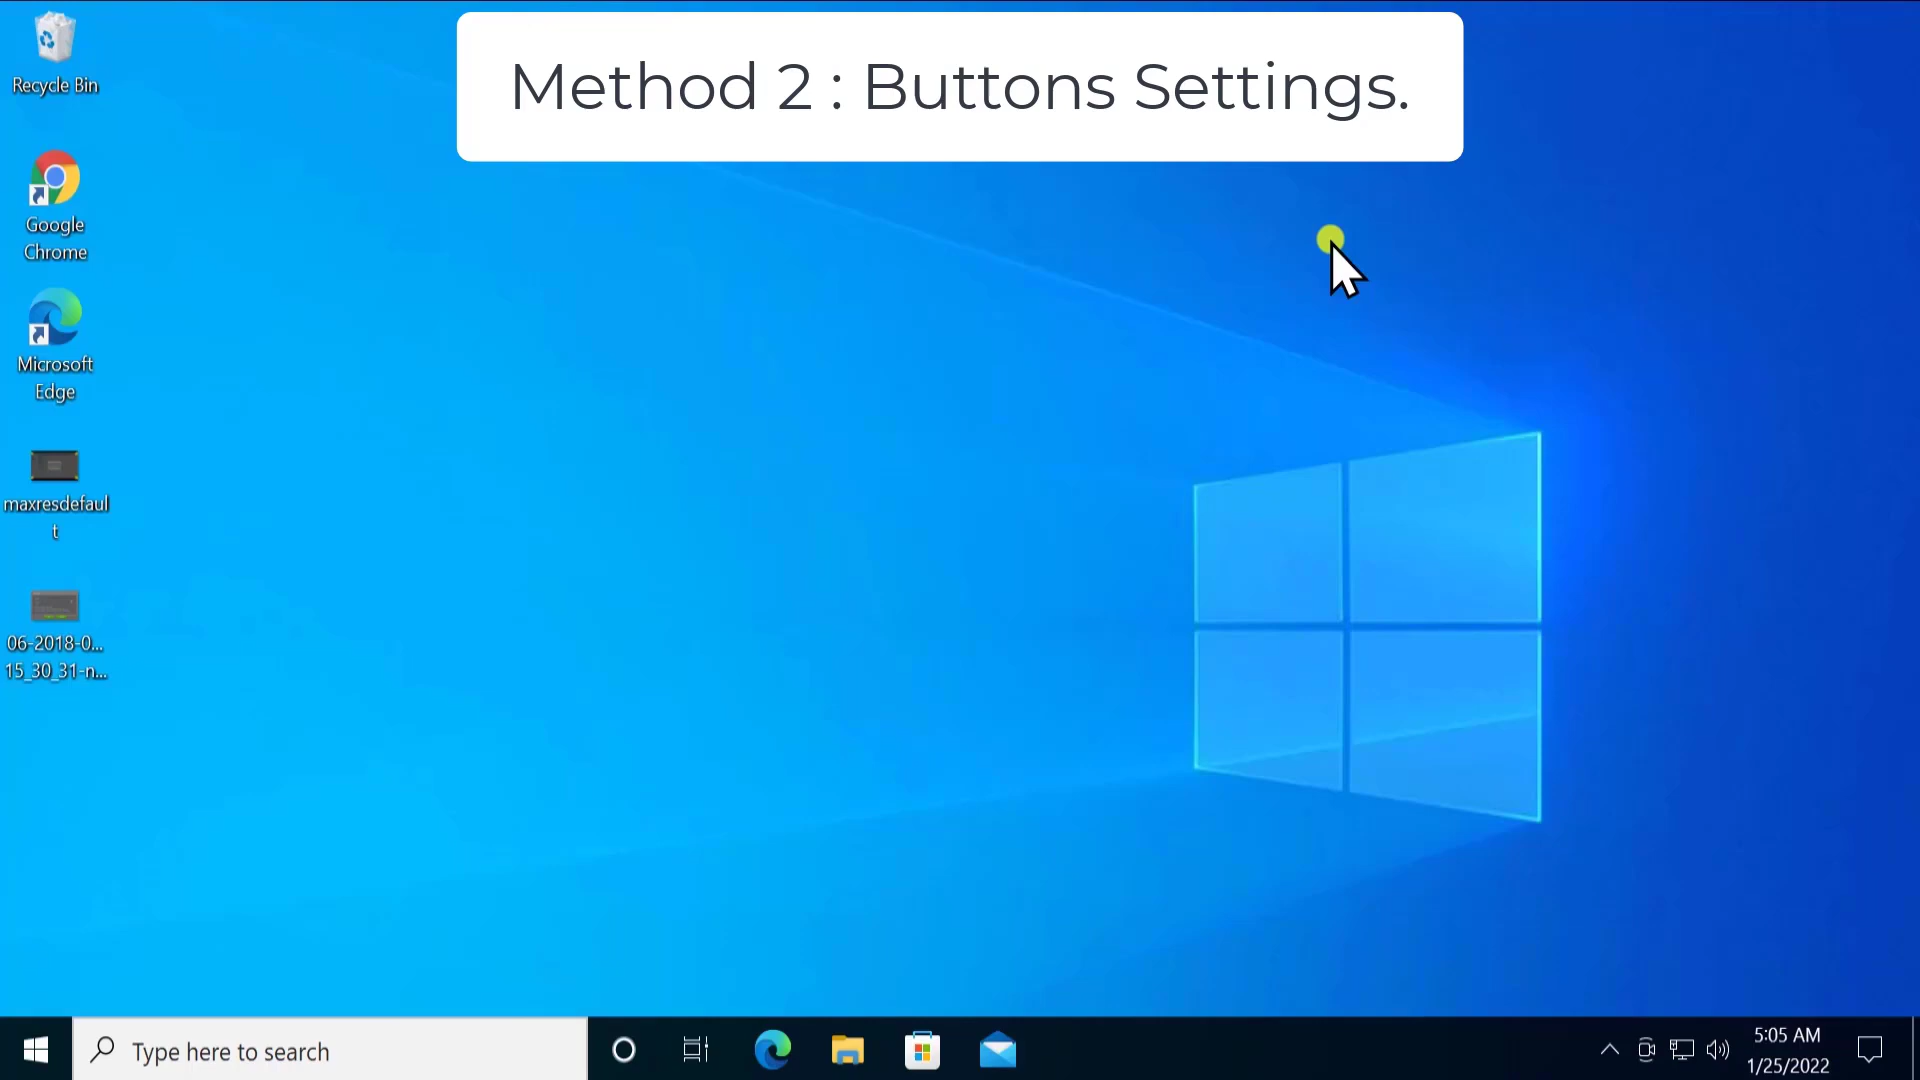 Method 2 : Buttons Settings.
Recycle Bin
Google
Chrome
Microsoft
Edge
maxresdefaul
t
06-2018-0...
15_30_31-n...
Type here to search
5:05 AM
1/25/2022